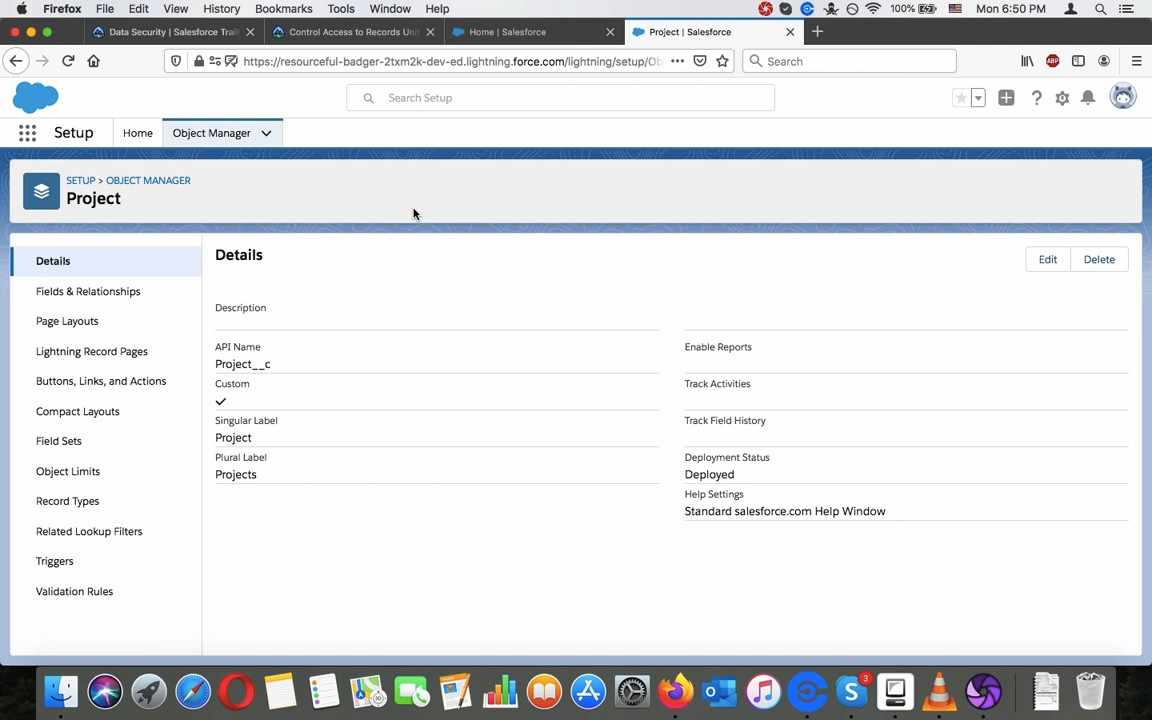 Firefox File Edit View History Bookmarks Tools Window Help 100% Mon 6:50 PM
Data Security | Salesforce Trail Control Access to Records Unit Home | Salesforce Project | Salesforce
https://resourceful-badger-2txm2k-dev-ed.lightning.force.com/lightning/setup/Ob Search
Search Setup
Setup Home Object Manager
SETUP > OBJECT MANAGER
Project
Details
Fields & Relationships
Page Layouts
Lightning Record Pages
Buttons, Links, and Actions
Compact Layouts
Field Sets
Object Limits
Record Types
Related Lookup Filters
Triggers
Validation Rules
Details
Edit Delete
Description
API Name
Project__c
Custom
Singular Label
Project
Plural Label
Projects
Enable Reports
Track Activities
Track Field History
Deployment Status
Deployed
Help Settings
Standard salesforce.com Help Window
3